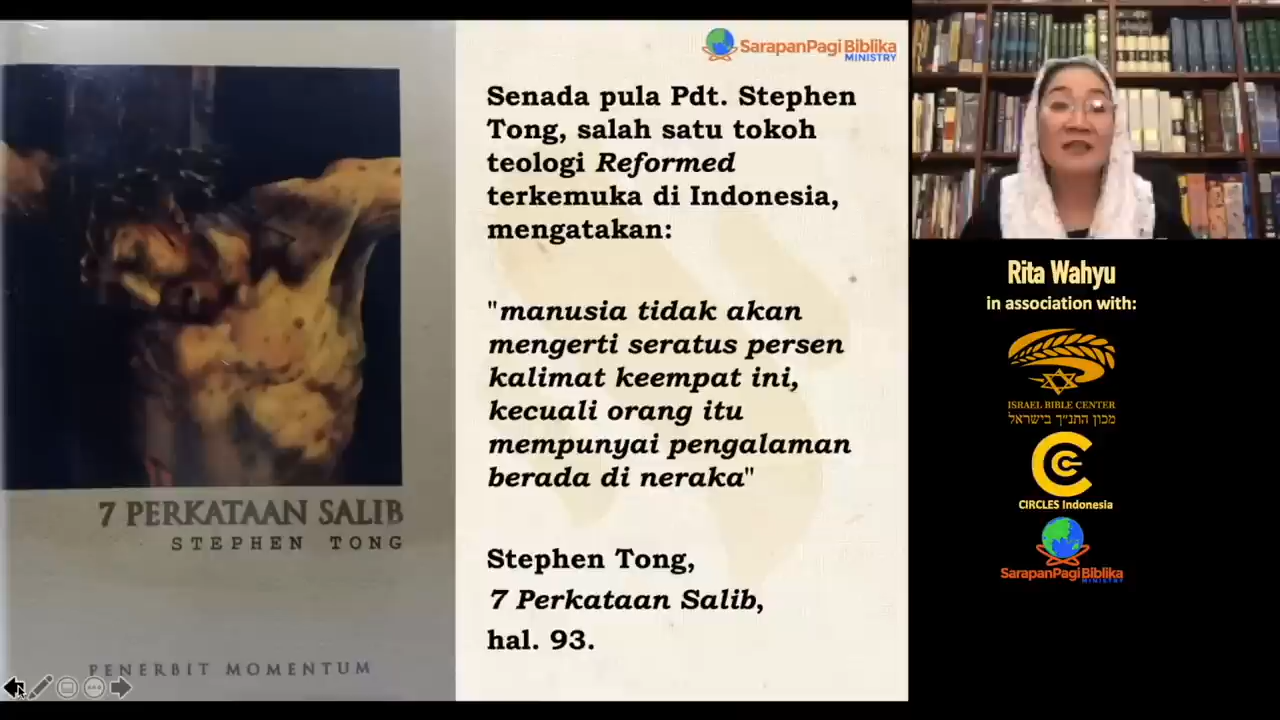 7 PERKATAAN SALIB
STEPHEN TONG
PENERBIT MOMENTUM
SarapanPagi Biblika
MINISTRY
Senada pula Pdt. Stephen
Tong, salah satu tokoh
teologi Reformed
terkemuka di Indonesia,
mengatakan:
"manusia tidak akan
mengerti seratus persen
kalimat keempat ini,
kecuali orang itu
mempunyai pengalaman
berada di neraka"
Stephen Tong,
7 Perkataan Salib,
hal. 93.
Rita Wahyu
in association with:
ISRAEL BIBLE CENTER
מכון התנ"ך בישראל
CIRCLES Indonesia
SarapanPagi Biblika
MINISTRY